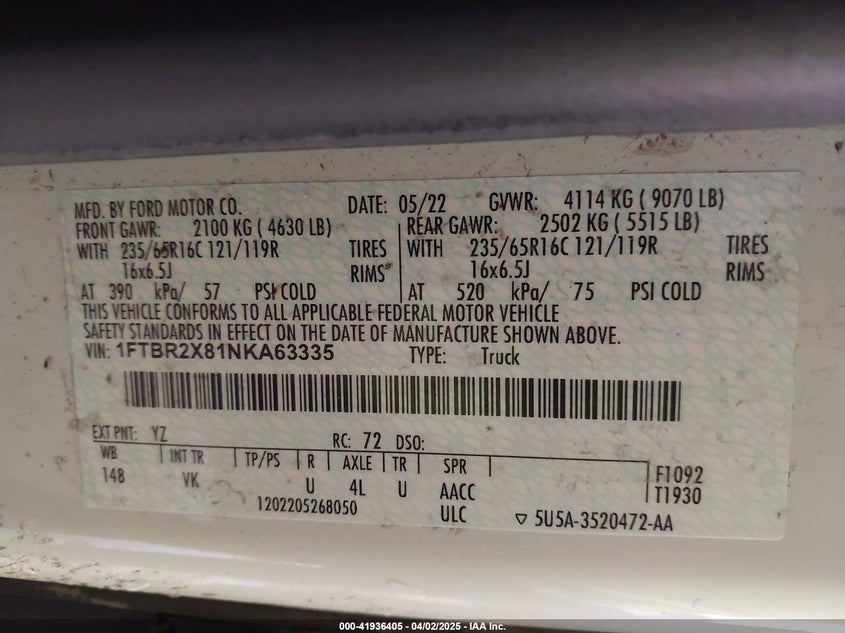 MFD. BY FORD MOTOR CO. DATE: 05/22 GVWR: 4114 KG ( 9070 LB)
FRONT GAWR: 2100 KG ( 4630 LB) REAR GAWR: 2502 KG ( 5515 LB)
WITH 235/65R16C 121/119R TIRES WITH 235/65R16C 121/119R TIRES
16x6.5J RIMS 16x6.5J RIMS
AT 390 kPa/ 57 PSI COLD AT 520 kPa/ 75 PSI COLD
THIS VEHICLE CONFORMS TO ALL APPLICABLE FEDERAL MOTOR VEHICLE
SAFETY STANDARDS IN EFFECT ON THE DATE OF MANUFACTURE SHOWN ABOVE.
VIN: 1FTBR2X81NKA63335 TYPE: Truck
EXT PNT: YZ RC: 72 DSO:
WB INT TR TP/PS R AXLE TR SPR
148 VK U 4L U AACC F1092
1202205268050 ULC T1930
▽ 5U5A-3520472-AA
000-41936405 - 04/02/2025 - IAA Inc.